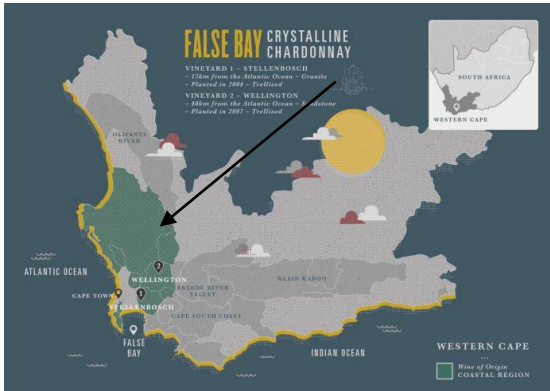 FALSE BAY CRYSTALLINE CHARDONNAY
VINEYARD 1 – STELLENBOSCH
– 15km from the Atlantic Ocean – Granite
– Planted in 2004 – Trellised
VINEYARD 2 – WELLINGTON
– 40km from the Atlantic Ocean – Sandstone
– Planted in 2007 – Trellised
SOUTH AFRICA
WESTERN CAPE
OLIFANTS
RIVER
ATLANTIC OCEAN
2
WELLINGTON
KLEIN KAROO
BREEDE RIVER
VALLEY
CAPE TOWN
1
STELLENBOSCH
CAPE SOUTH COAST
FALSE
BAY
INDIAN OCEAN
WESTERN CAPE
Wine of Origin
COASTAL REGION